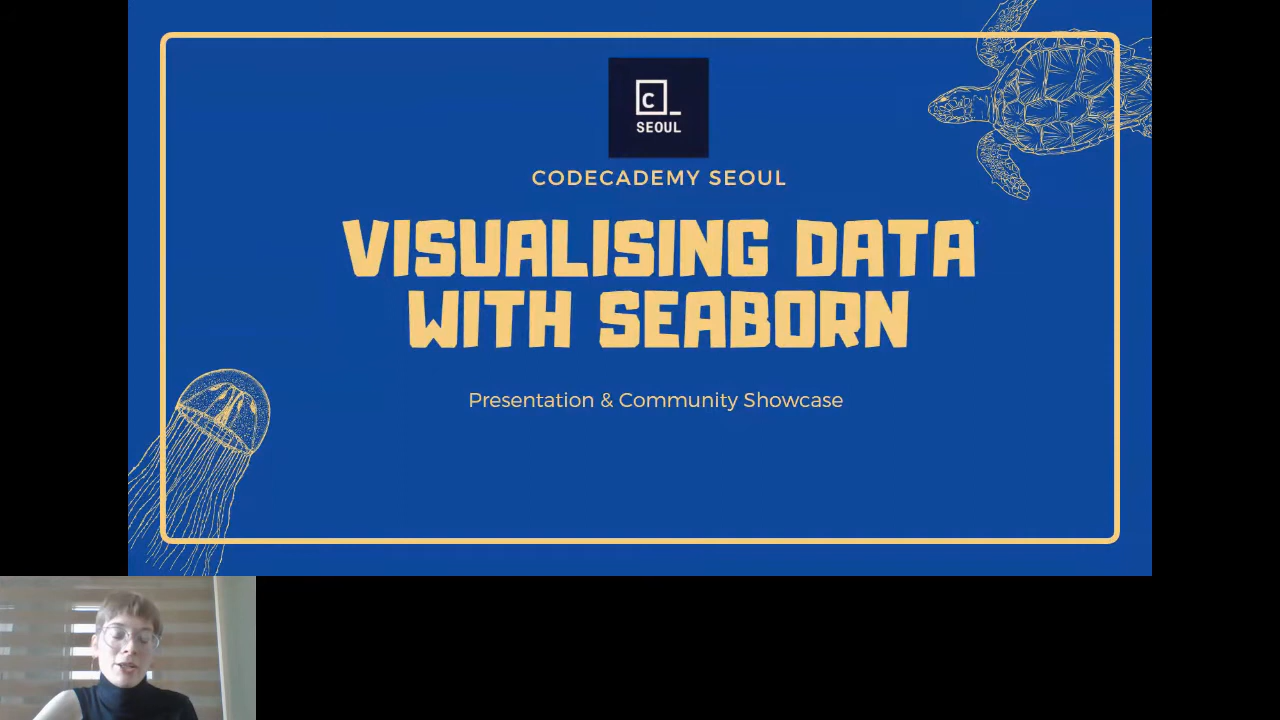 C_
SEOUL
CODECADEMY SEOUL
VISUALISING DATA
WITH SEABORN
Presentation & Community Showcase